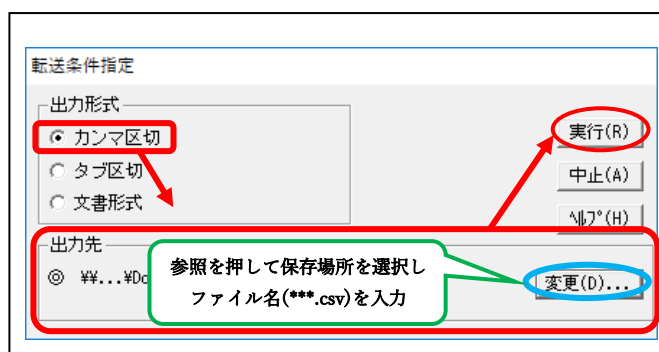 転送条件指定
出力形式
カンマ区切
タブ区切
文書形式
実行(R)
中止(A)
ﾍﾙﾌﾟ(H)
出力先
¥¥...¥Do
参照を押して保存場所を選択し
ファイル名(***.csv)を入力
変更(D)...